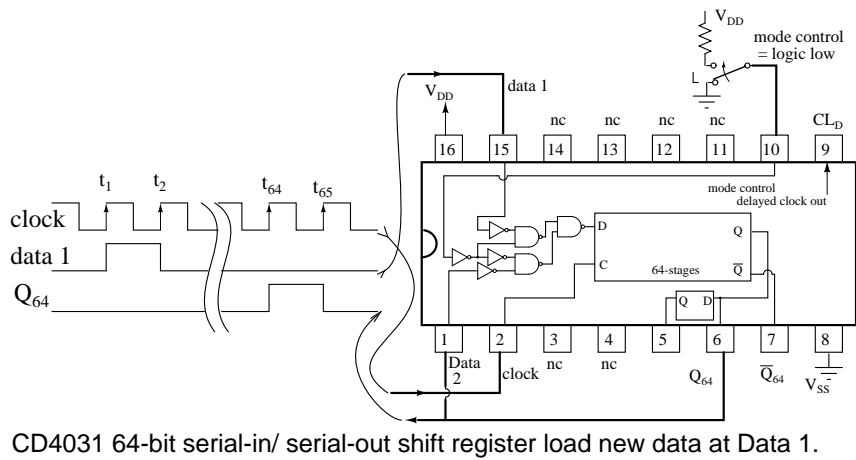 V_DD
mode control
= logic low
L
data 1
V_DD
nc
nc
nc
nc
CL_D
16
15
14
13
12
11
10
9
t_1
t_2
t_64
t_65
clock
data 1
Q_64
mode control
delayed clock out
D
Q
C
Q̅
64-stages
Q
D
1
2
3
4
5
6
7
8
Data
2
clock
nc
nc
Q_64
Q̅_64
V_SS
CD4031 64-bit serial-in/ serial-out shift register load new data at Data 1.